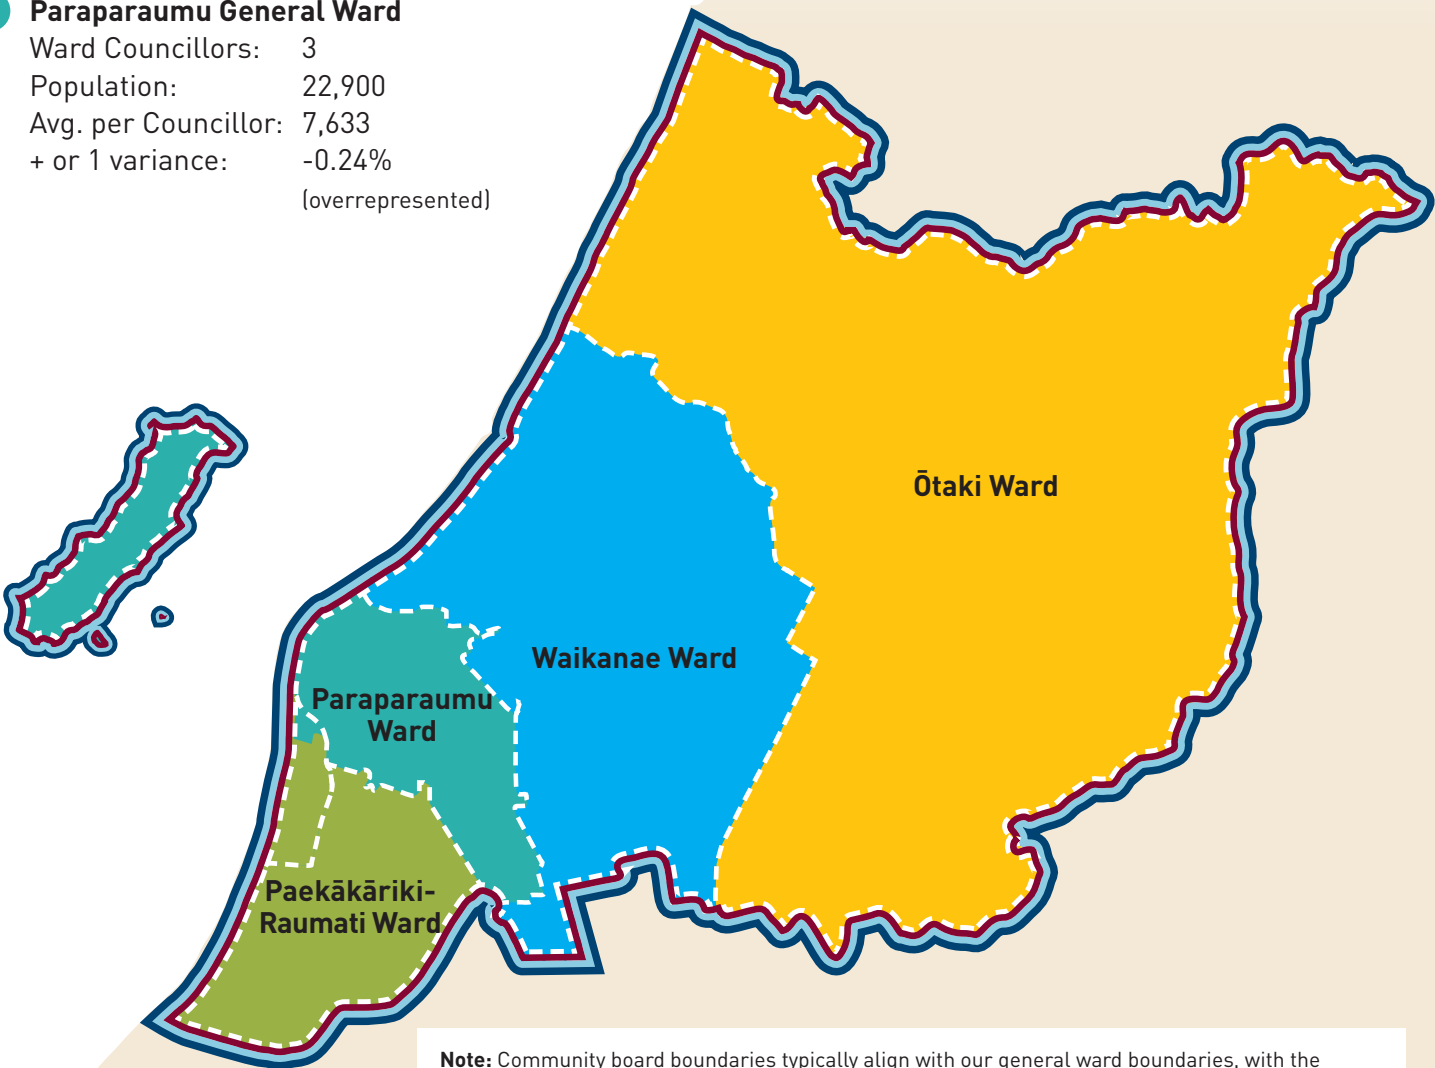 Paraparaumu General Ward
Ward Councillors: 3
Population: 22,900
Avg. per Councillor: 7,633
+ or 1 variance: -0.24%
(overrepresented)
Ōtaki Ward
Waikanae Ward
Paraparaumu
Ward
Paekākāriki-
Raumati Ward
Note: Community board boundaries typically align with our general ward boundaries, with the